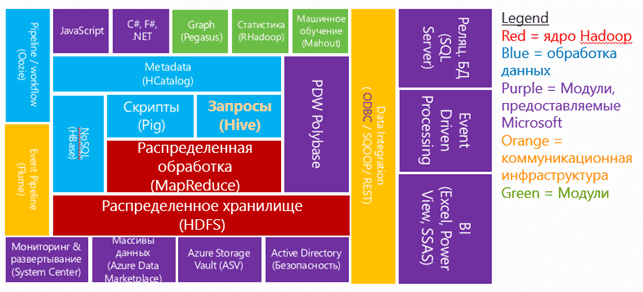 Pipeline / workflow
(Oozie)
JavaScript
C#, F#,
.NET
Graph
(Pegasus)
Статистика
(RHadoop)
Машинное
обучение
(Mahout)
Metadata
(HCatalog)
Скрипты
(Pig)
Запросы
(Hive)
NoSQL
(HBase)
PDW Polybase
Event Pipeline
(Flume)
Распределенная
обработка
(MapReduce)
Распределенное хранилище
(HDFS)
Мониторинг &
развертывание
(System Center)
Массивы
данных
(Azure Data
Marketplace)
Azure Storage
Vault (ASV)
Active Directory
(Безопасность)
Data Integration
(ODBC / SQOOP/ REST)
Реляц. БД
(SQL
Server)
Event
Driven
Processing
BI
(Excel, Power
View, SSAS)
Legend
Red = ядро Hadoop
Blue = обработка
данных
Purple = Модули,
предоставляемые
Microsoft
Orange =
коммуникационная
инфраструктура
Green = Модули